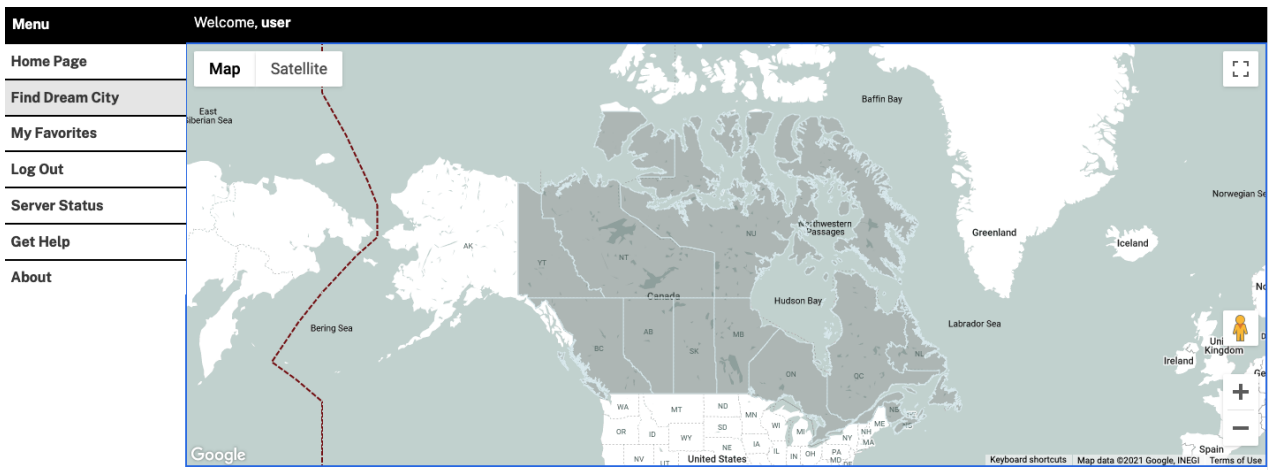 Menu
Welcome, user
Home Page
Find Dream City
My Favorites
Log Out
Server Status
Get Help
About
Map
Satellite
East
Siberian Sea
Baffin Bay
Norwegian Se
Northwestern
Passages
Greenland
Iceland
NU
AK
YT
NT
Canada
Hudson Bay
Bering Sea
Labrador Sea
BC
AB
SK
MB
ON
QC
NL
NB
Uni
Kingdom
Ireland
WA
MT
ND
MN
OR
ID
SD
WI
MI
WY
NE
IA
NY
NH
ME
MA
NV
UT
United States
IL
IN
OH
PA
MD
DE
Spain
Google
Keyboard shortcuts
Map data ©2021 Google, INEGI
Terms of Use